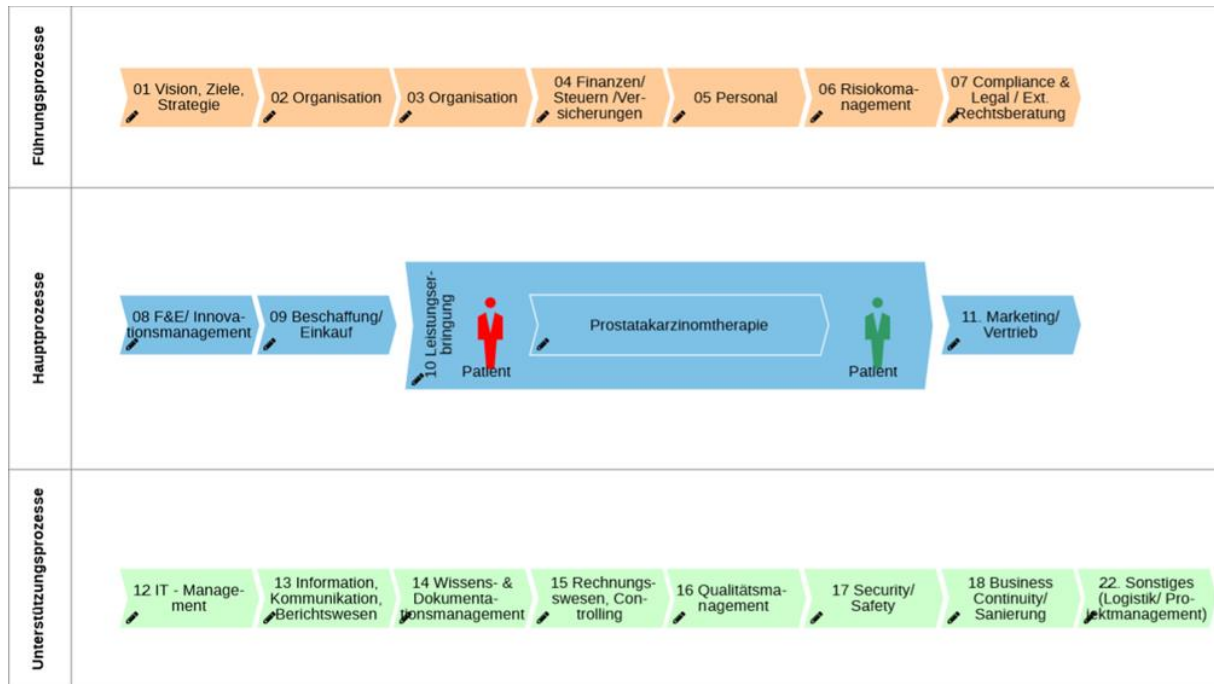 Führungsprozesse
01 Vision, Ziele,
Strategie
02 Organisation
03 Organisation
04 Finanzen/
Steuern /Ver-
sicherungen
05 Personal
06 Risiokoma-
nagement
07 Compliance &
Legal / Ext.
Rechtsberatung
Hauptprozesse
08 F&E/ Innova-
tionsmanagement
09 Beschaffung/
Einkauf
10 Leistungser-
bringung
Patient
Prostatakarzinomtherapie
Patient
11. Marketing/
Vertrieb
Unterstützungsprozesse
12 IT - Manage-
ment
13 Information,
Kommunikation,
Berichtswesen
14 Wissens- &
Dokumenta-
tionsmanagement
15 Rechnungs-
wesen, Con-
trolling
16 Qualitätsma-
nagement
17 Security/
Safety
18 Business
Continuity/
Sanierung
22. Sonstiges
(Logistik/ Pro-
jektmanagement)